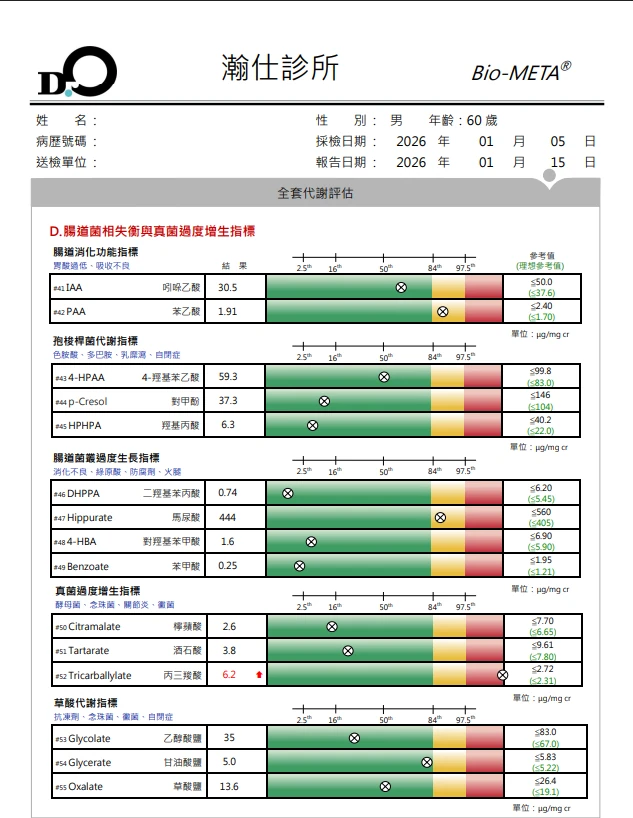 D.O
瀚仕診所
Bio-META®
姓 名: 性 別: 男 年齡:60 歲
病歷號碼: 採檢日期: 2026 年 01 月 05 日
送檢單位: 報告日期: 2026 年 01 月 15 日
全套代謝評估
D.腸道菌相失衡與真菌過度增生指標
腸道消化功能指標
胃酸過低、吸收不良 結 果 2.5th 16th 50th 84th 97.5th 參考值 (理想參考值)
#41 IAA 吲哚乙酸 30.5 ≦50.0 (≦37.6)
#42 PAA 苯乙酸 1.91 ≦2.40 (≦1.70)
單位：μg/mg cr
孢梭桿菌代謝指標
色胺酸、多巴胺、乳糜瀉、自閉症 2.5th 16th 50th 84th 97.5th
#43 4-HPAA 4-羥基苯乙酸 59.3 ≦99.8 (≦83.0)
#44 p-Cresol 對甲酚 37.3 ≦146 (≦104)
#45 HPHPA 羥基丙酸 6.3 ≦40.2 (≦22.0)
單位：μg/mg cr
腸道菌叢過度生長指標
消化不良、綠原酸、防腐劑、火腿 2.5th 16th 50th 84th 97.5th
#46 DHPPA 二羥基苯丙酸 0.74 ≦6.20 (≦5.45)
#47 Hippurate 馬尿酸 444 ≦560 (≦405)
#48 4-HBA 對羥基苯甲酸 1.6 ≦6.90 (≦5.90)
#49 Benzoate 苯甲酸 0.25 ≦1.95 (≦1.21)
單位：μg/mg cr
真菌過度增生指標
酵母菌、念珠菌、關節炎、黴菌 2.5th 16th 50th 84th 97.5th
#50 Citramalate 檸蘋酸 2.6 ≦7.70 (≦6.65)
#51 Tartarate 酒石酸 3.8 ≦9.61 (≦7.80)
#52 Tricarballylate 丙三羧酸 6.2 ⬆ ≦2.72 (≦2.31)
單位：μg/mg cr
草酸代謝指標
抗凍劑、念珠菌、黴菌、自閉症 2.5th 16th 50th 84th 97.5th
#53 Glycolate 乙醇酸鹽 35 ≦83.0 (≦67.0)
#54 Glycerate 甘油酸鹽 5.0 ≦5.83 (≦5.22)
#55 Oxalate 草酸鹽 13.6 ≦26.4 (≦19.1)
單位：μg/mg cr